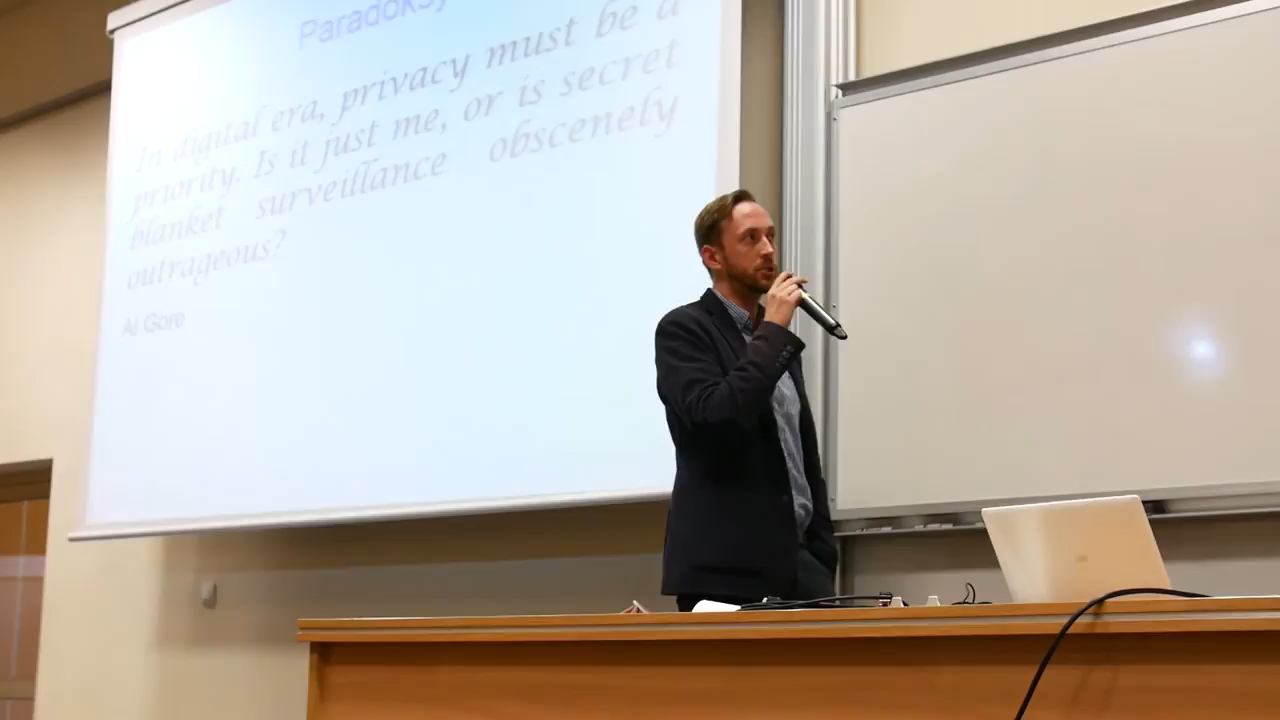 Paradoksy
In digital era, privacy must be a
priority. Is it just me, or is secret
blanket surveillance obscenely
outrageous?
Al Gore